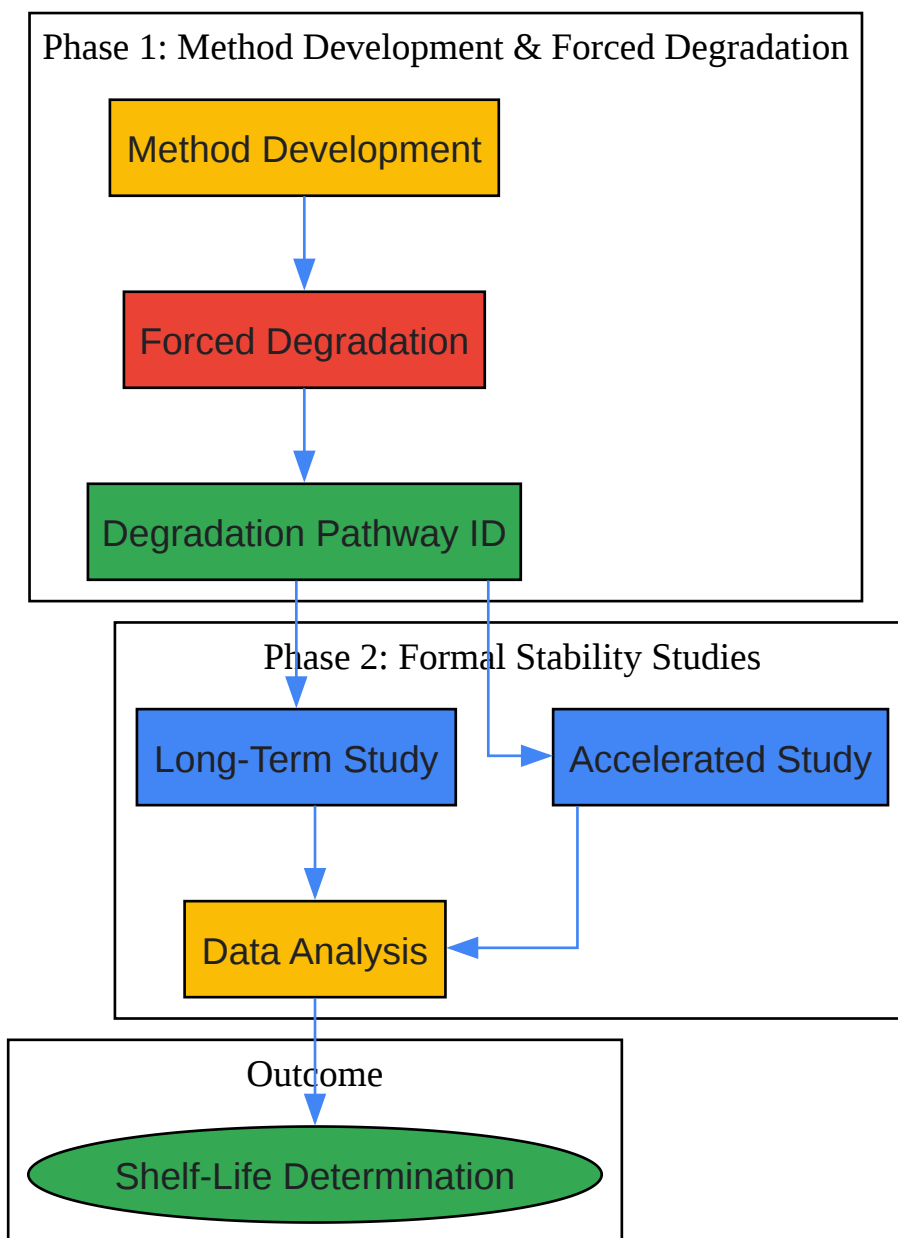 Phase 1: Method Development & Forced Degradation
Method Development
Forced Degradation
Degradation Pathway ID
Phase 2: Formal Stability Studies
Long-Term Study
Accelerated Study
Data Analysis
Outcome
Shelf-Life Determination